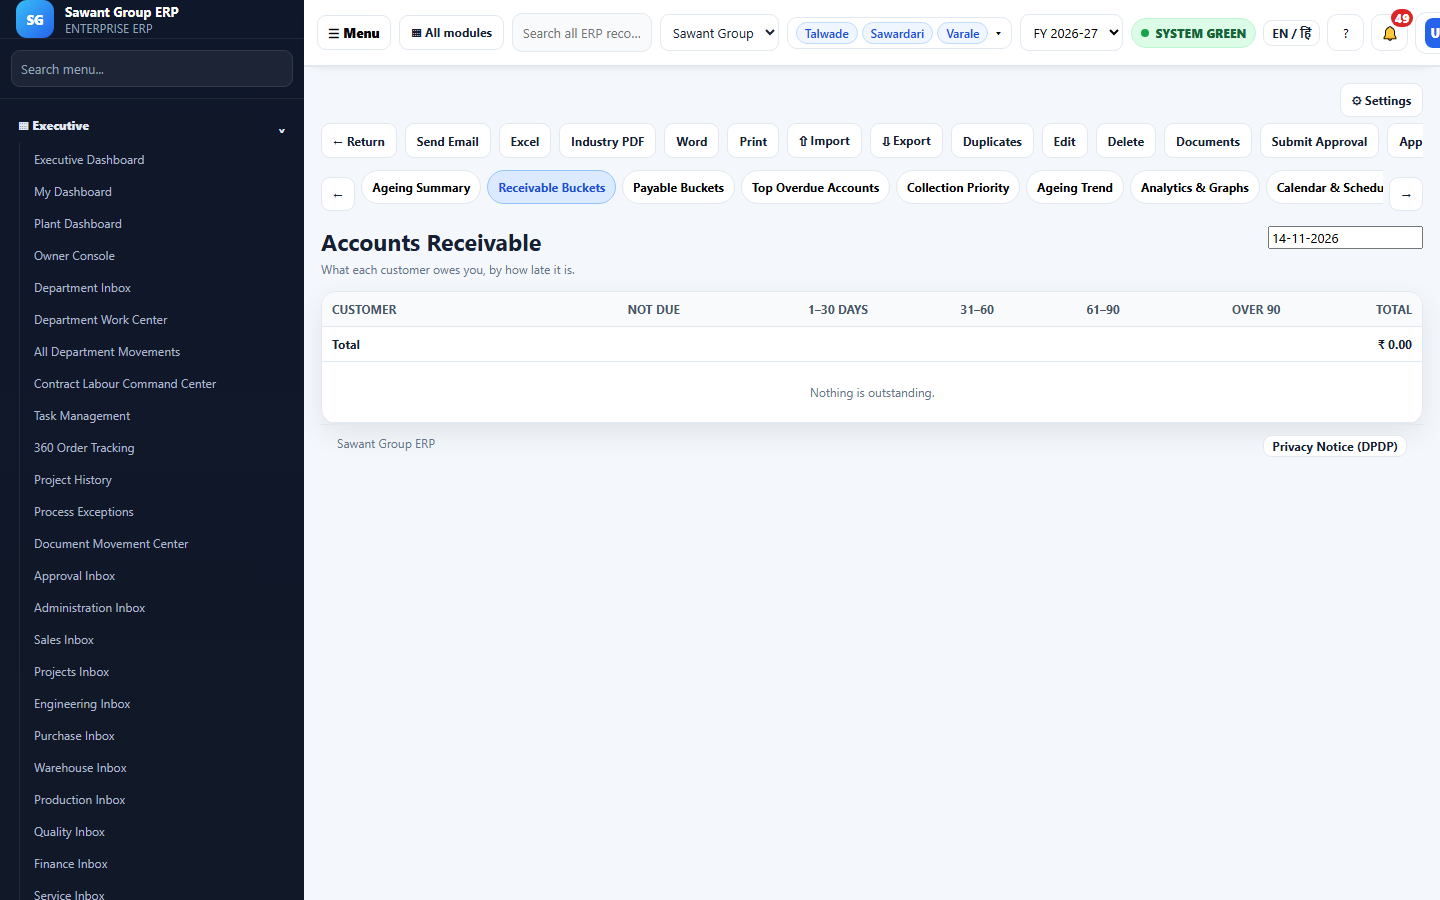 SG
Sawant Group ERP
ENTERPRISE ERP
Search menu...
Executive
Executive Dashboard
My Dashboard
Plant Dashboard
Owner Console
Department Inbox
Department Work Center
All Department Movements
Contract Labour Command Center
Task Management
360 Order Tracking
Project History
Process Exceptions
Document Movement Center
Approval Inbox
Administration Inbox
Sales Inbox
Projects Inbox
Engineering Inbox
Purchase Inbox
Warehouse Inbox
Production Inbox
Quality Inbox
Finance Inbox
Service Inbox
☰ Menu
All modules
Search all ERP reco...
Sawant Group
Talwade Sawardari Varale
FY 2026-27
SYSTEM GREEN
EN / हिं
?
49
U
⚙ Settings
← Return
Send Email
Excel
Industry PDF
Word
Print
⇧ Import
⇩ Export
Duplicates
Edit
Delete
Documents
Submit Approval
App
←
Ageing Summary
Receivable Buckets
Payable Buckets
Top Overdue Accounts
Collection Priority
Ageing Trend
Analytics & Graphs
Calendar & Schedu
→
Accounts Receivable
14-11-2026
What each customer owes you, by how late it is.
CUSTOMER NOT DUE 1–30 DAYS 31–60 61–90 OVER 90 TOTAL
Total ₹ 0.00
Nothing is outstanding.
Sawant Group ERP
Privacy Notice (DPDP)